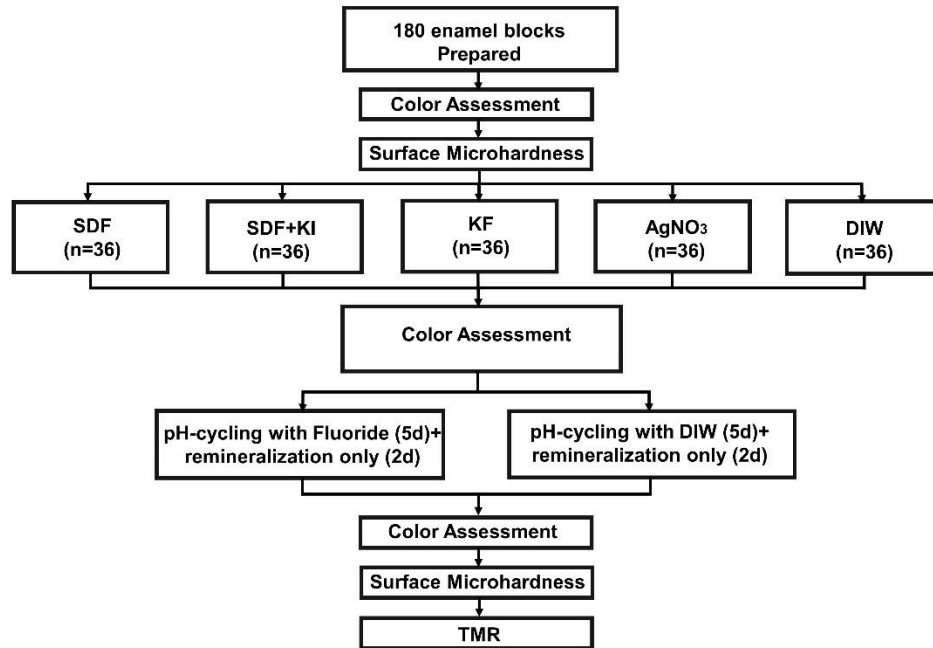 180 enamel blocks
Prepared
Color Assessment
Surface Microhardness
SDF
(n=36)
SDF+KI
(n=36)
KF
(n=36)
AgNO₃
(n=36)
DIW
(n=36)
Color Assessment
pH-cycling with Fluoride (5d)+
remineralization only (2d)
pH-cycling with DIW (5d)+
remineralization only (2d)
Color Assessment
Surface Microhardness
TMR